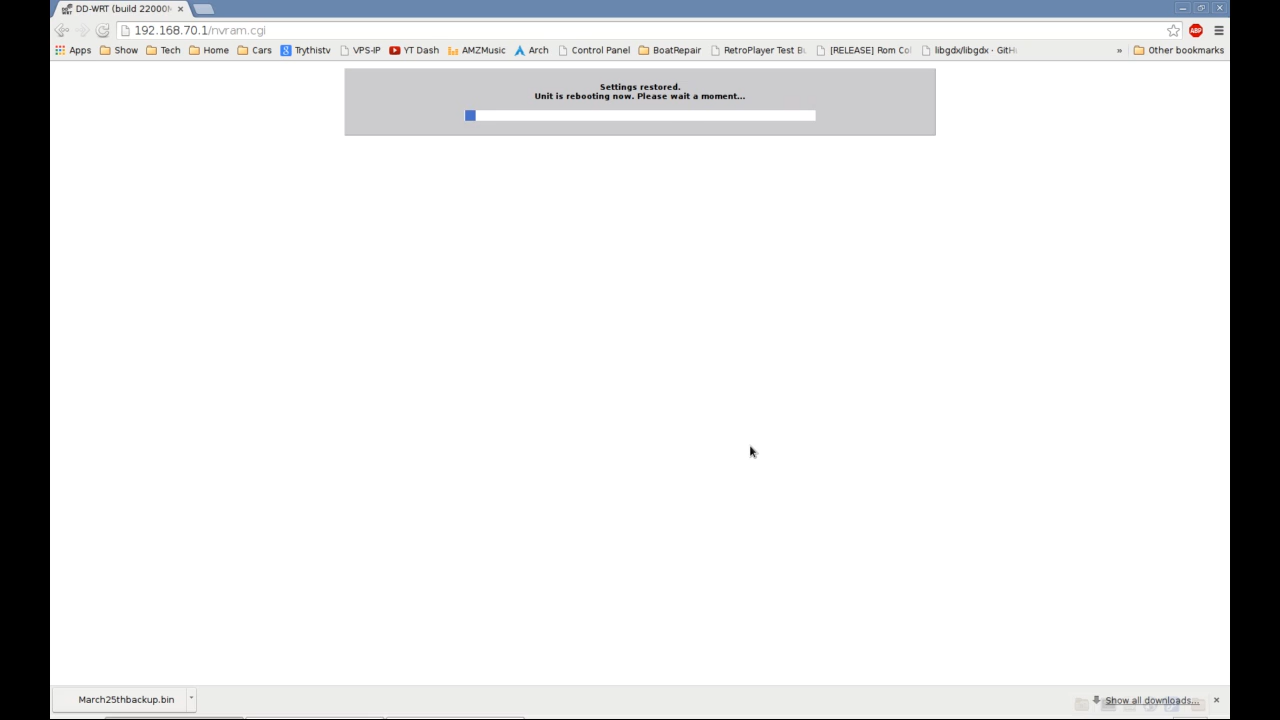 DD-WRT (build 22000M
192.168.70.1/nvram.cgi
ABP
Apps Show Tech Home Cars Trythistv VPS-IP YT Dash AMZMusic Arch Control Panel BoatRepair RetroPlayer Test B [RELEASE] Rom Co libgdx/libgdx · GitH » Other bookmarks
Settings restored.
Unit is rebooting now. Please wait a moment...
March25thbackup.bin
Show all downloads...